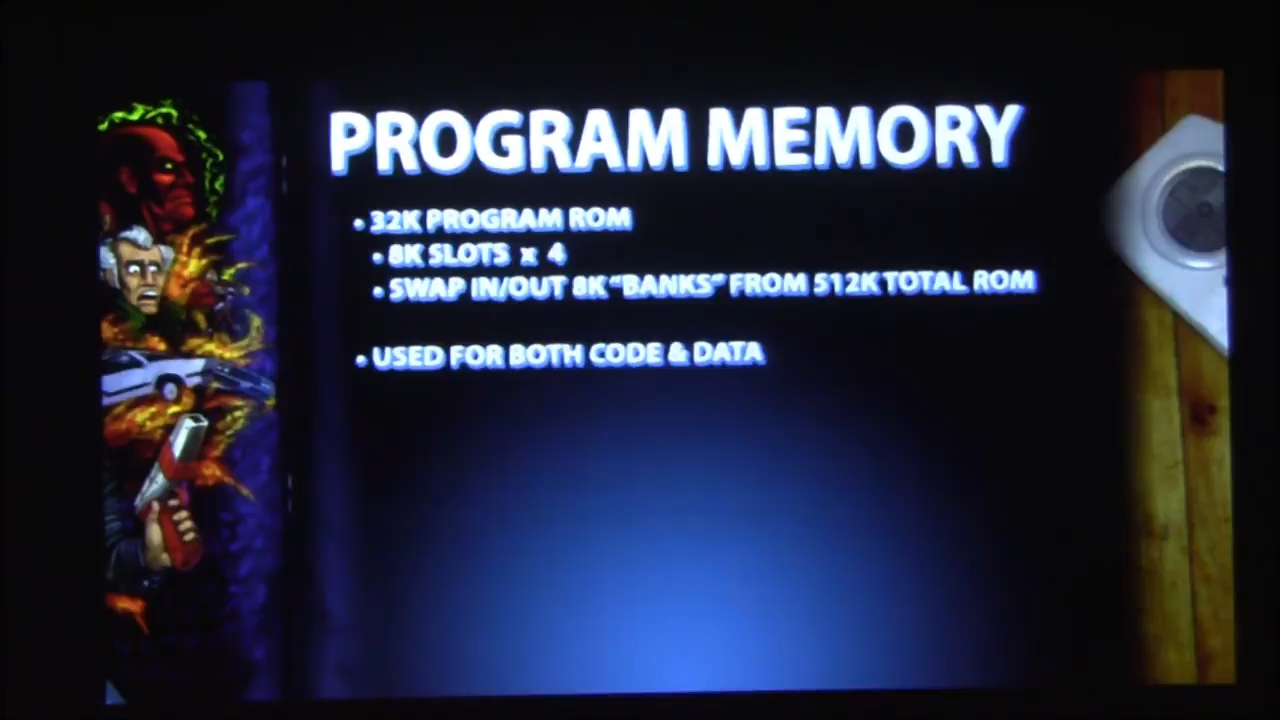 PROGRAM MEMORY
• 32K PROGRAM ROM
• 8K SLOTS x 4
• SWAP IN/OUT 8K “BANKS” FROM 512K TOTAL ROM
• USED FOR BOTH CODE & DATA